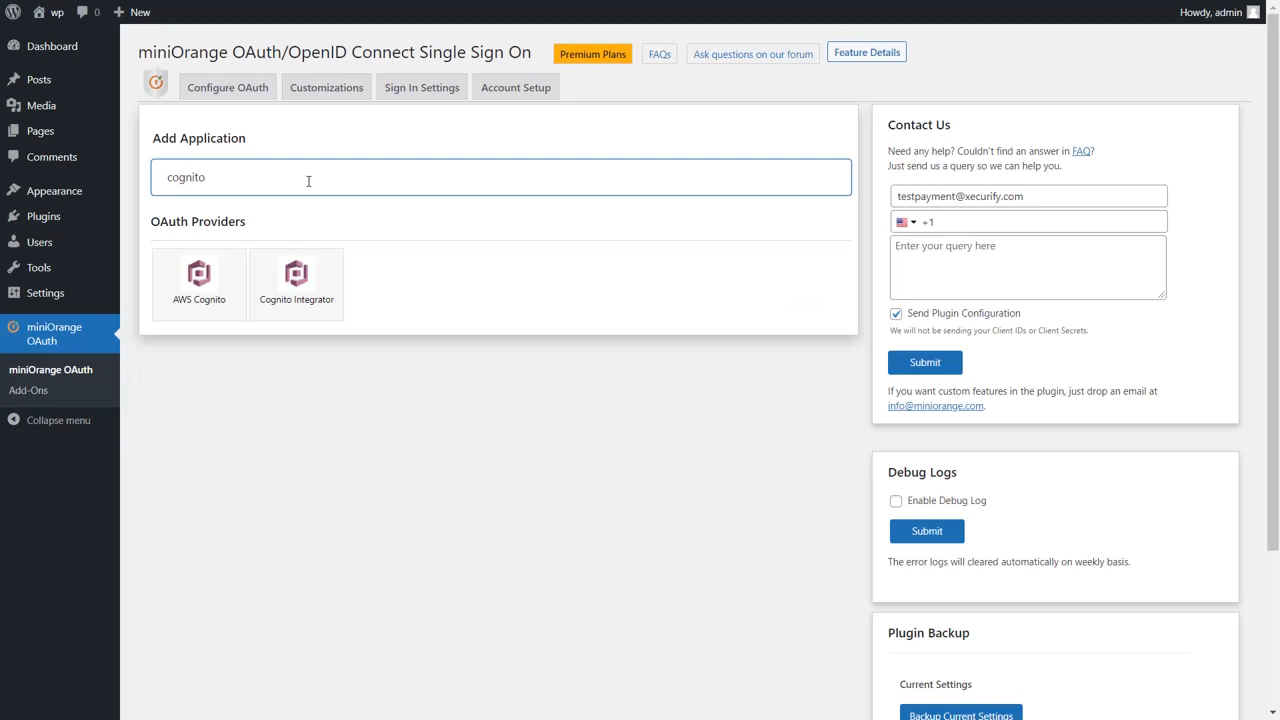 wp
0
New
Howdy, admin
Dashboard
Posts
Media
Pages
Comments
Appearance
Plugins
Users
Tools
Settings
miniOrange
OAuth
miniOrange OAuth
Add-Ons
Collapse menu
miniOrange OAuth/OpenID Connect Single Sign On
Premium Plans
FAQs
Ask questions on our forum
Feature Details
Configure OAuth
Customizations
Sign In Settings
Account Setup
Add Application
cognito
OAuth Providers
AWS Cognito
Cognito Integrator
Contact Us
Need any help? Couldn't find an answer in FAQ?
Just send us a query so we can help you.
testpayment@xecurify.com
+1
Enter your query here
Send Plugin Configuration
We will not be sending your Client IDs or Client Secrets.
Submit
If you want custom features in the plugin, just drop an email at
info@miniorange.com.
Debug Logs
Enable Debug Log
Submit
The error logs will cleared automatically on weekly basis.
Plugin Backup
Current Settings
Backup Current Settings